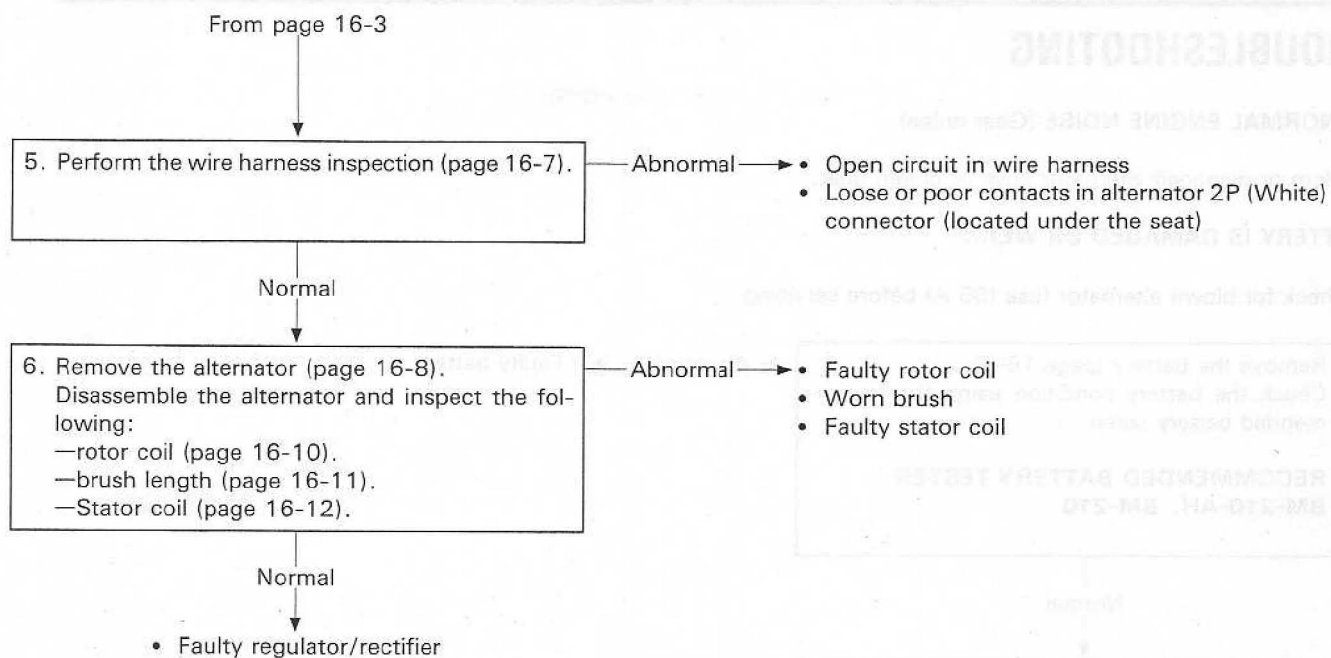 From page 16-3
5. Perform the wire harness inspection (page 16-7).
Abnormal
• Open circuit in wire harness
• Loose or poor contacts in alternator 2P (White)
connector (located under the seat)
Normal
6. Remove the alternator (page 16-8).
Disassemble the alternator and inspect the fol-
lowing:
—rotor coil (page 16-10).
—brush length (page 16-11).
—Stator coil (page 16-12).
Abnormal
• Faulty rotor coil
• Worn brush
• Faulty stator coil
Normal
• Faulty regulator/rectifier